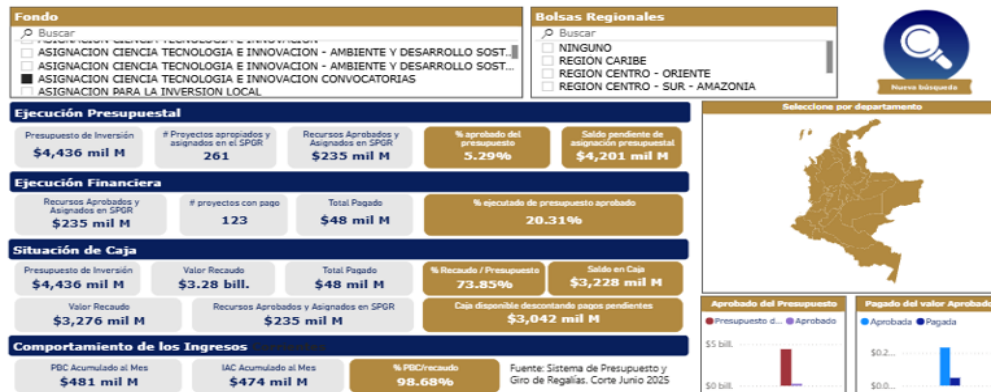 Fondo
Buscar
ASIGNACION CIENCIA TECNOLOGIA E INNOVACION
ASIGNACION CIENCIA TECNOLOGIA E INNOVACION - AMBIENTE Y DESARROLLO SOST...
ASIGNACION CIENCIA TECNOLOGIA E INNOVACION - AMBIENTE Y DESARROLLO SOST...
ASIGNACION CIENCIA TECNOLOGIA E INNOVACION CONVOCATORIAS
ASIGNACION PARA LA INVERSION LOCAL
Bolsas Regionales
Buscar
NINGUNO
REGION CARIBE
REGION CENTRO - ORIENTE
REGION CENTRO - SUR - AMAZONIA
Nueva búsqueda
Ejecución Presupuestal
Presupuesto de Inversión
$4,436 mil M
# Proyectos apropiados y
asignados en el SPGR
261
Recursos Aprobados y
Asignados en SPGR
$235 mil M
% aprobado del
presupuesto
5.29%
Saldo pendiente de
asignación presupuestal
$4,201 mil M
Ejecución Financiera
Recursos Aprobados y
Asignados en SPGR
$235 mil M
# proyectos con pago
123
Total Pagado
$48 mil M
% ejecutado de presupuesto aprobado
20.31%
Situación de Caja
Presupuesto de Inversión
$4,436 mil M
Valor Recaudo
$3.28 bill.
Total Pagado
$48 mil M
% Recaudo / Presupuesto
73.85%
Saldo en Caja
$3,228 mil M
Valor Recaudo
$3,276 mil M
Recursos Aprobados y Asignados en SPGR
$235 mil M
Caja disponible descontando pagos pendientes
$3,042 mil M
Comportamiento de los Ingresos
PBC Acumulado al Mes
$481 mil M
IAC Acumulado al Mes
$474 mil M
% PBC/recaudo
98.68%
Fuente: Sistema de Presupuesto y
Giro de Regalías. Corte Junio 2025
Seleccione por departamento
Aprobado del Presupuesto
Presupuesto d... Aprobado
$5 bill.
$0 bill.
Pagado del valor Aprobado
Aprobada Pagada
$0.2...
$0.0...